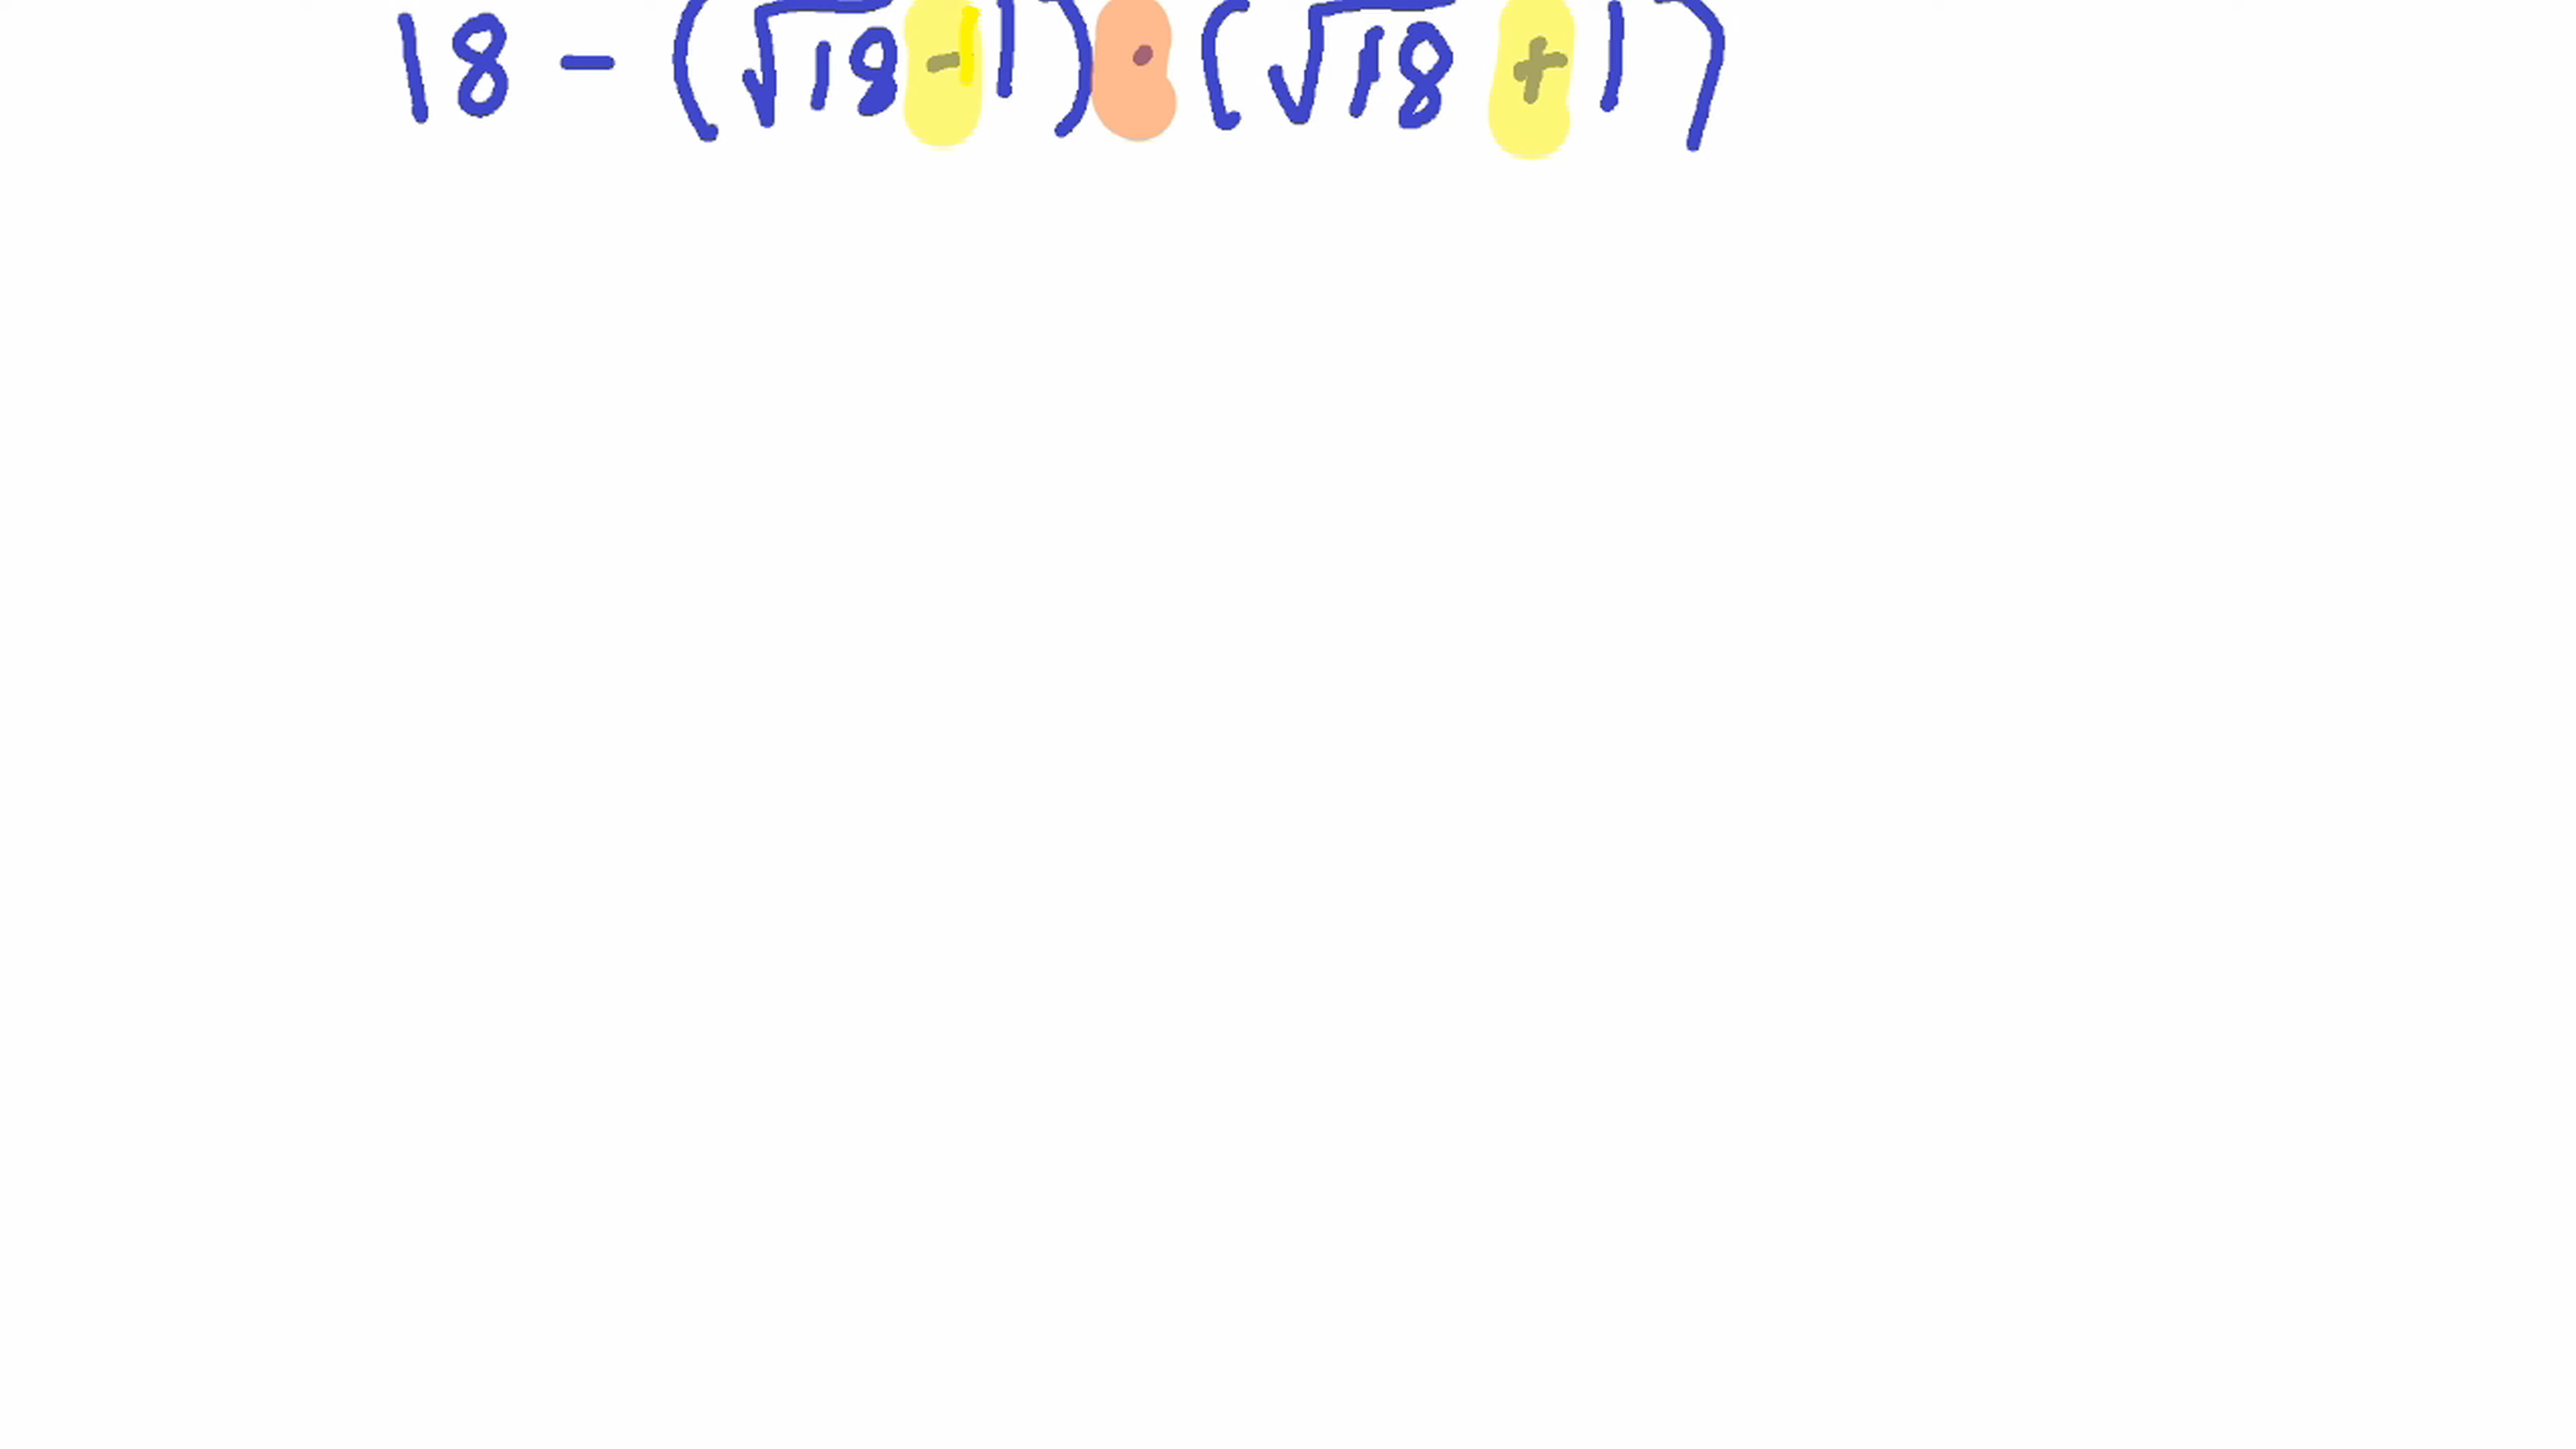 18 - (√18 - 1) · (√18 + 1)